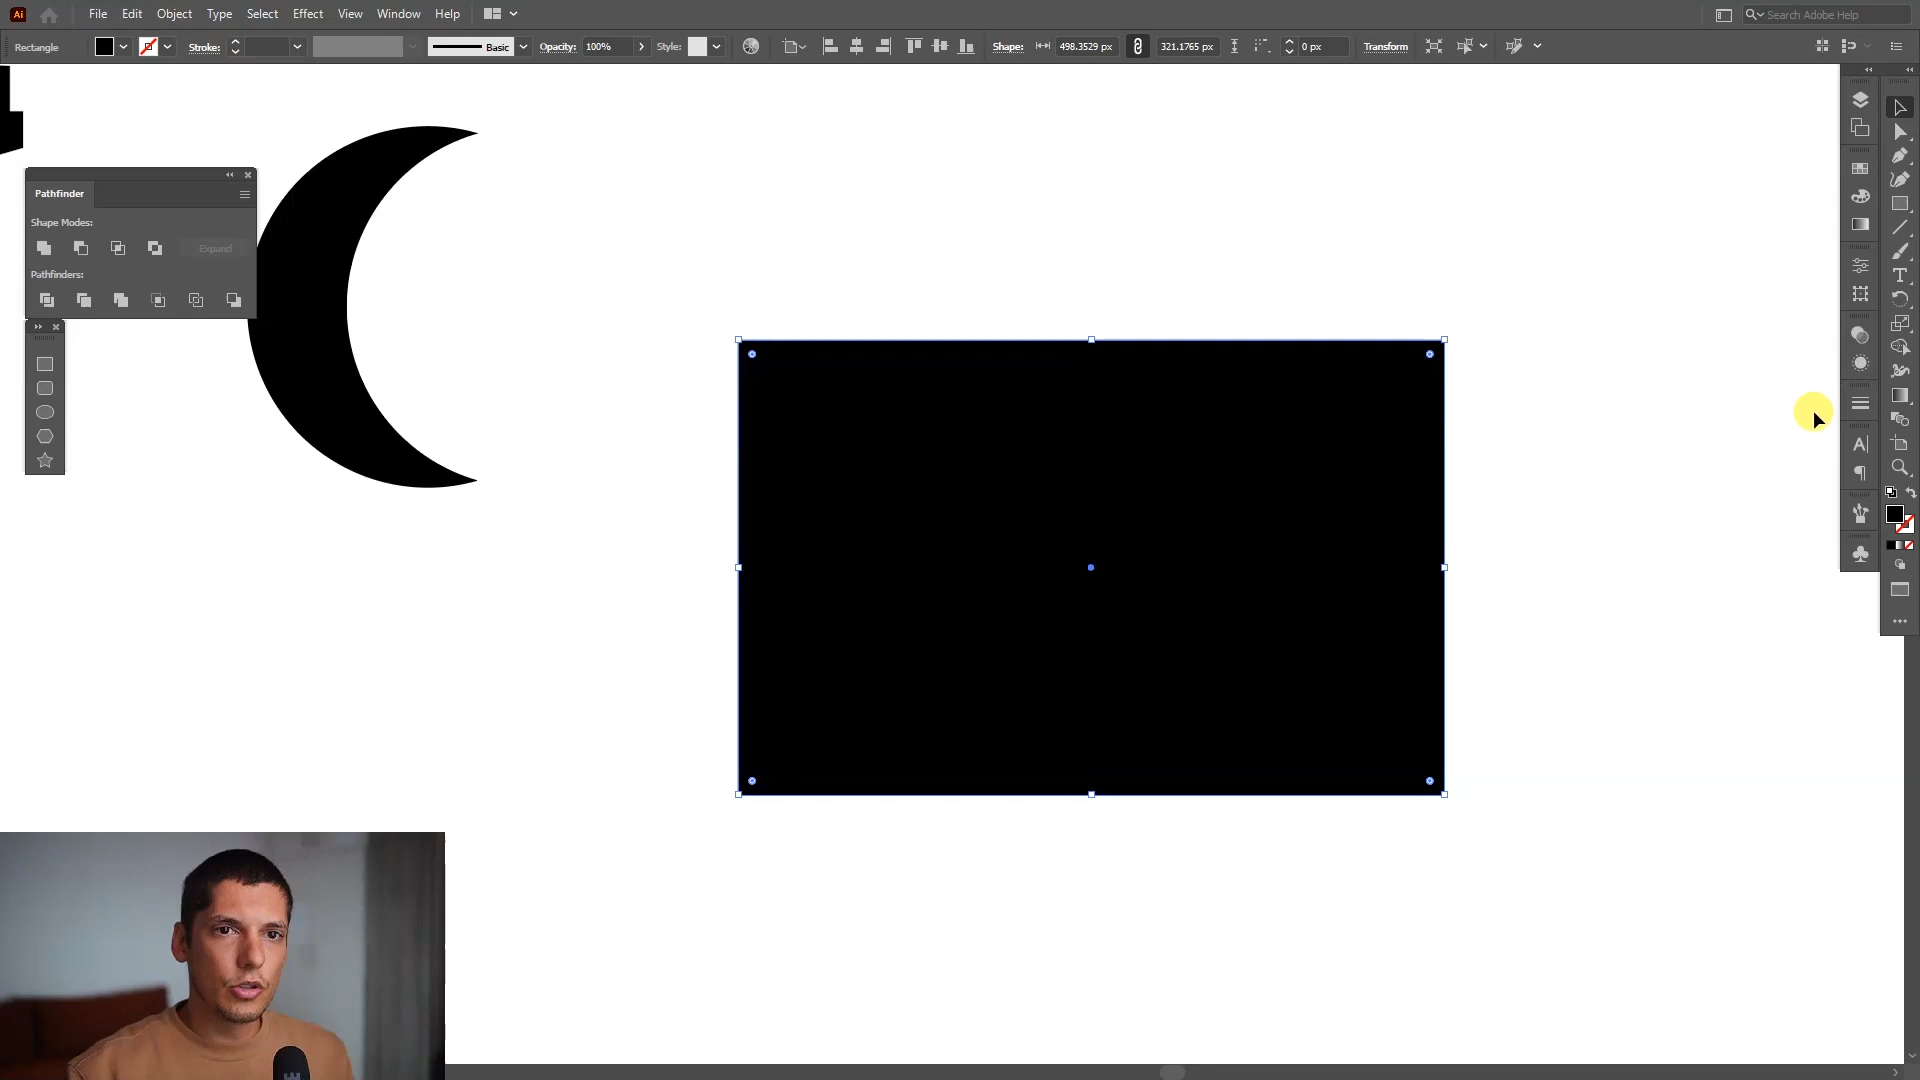 Ai File Edit Object Type Select Effect View Window Help Search Adobe Help
Rectangle Stroke: Basic Opacity: 100% Style: Shape: 498.3529 px 321.1765 px 0 px Transform
Pathfinder
Shape Modes:
Expand
Pathfinders: